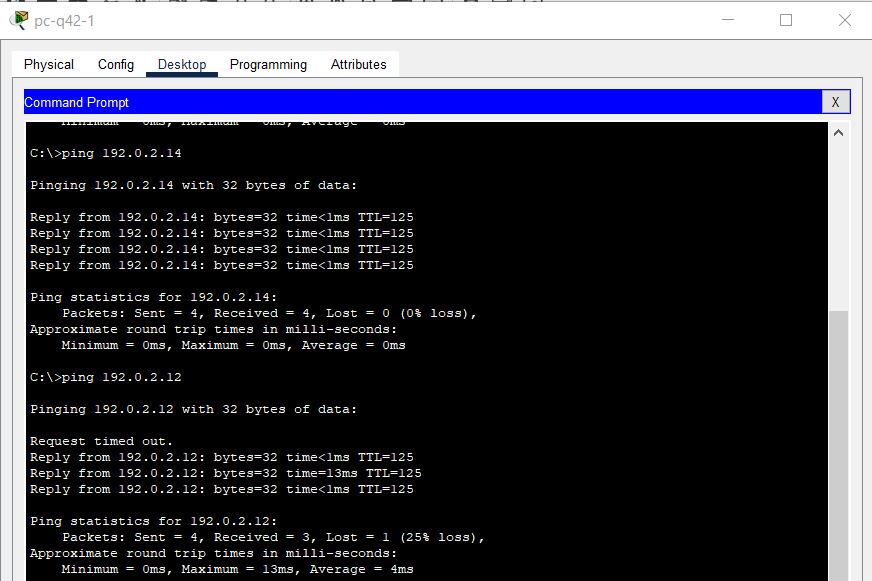 pc-q42-1
Physical Config Desktop Programming Attributes
Command Prompt X
Minimum = 0ms, Maximum = 0ms, Average = 0ms
C:\>ping 192.0.2.14
Pinging 192.0.2.14 with 32 bytes of data:
Reply from 192.0.2.14: bytes=32 time<1ms TTL=125
Reply from 192.0.2.14: bytes=32 time<1ms TTL=125
Reply from 192.0.2.14: bytes=32 time<1ms TTL=125
Reply from 192.0.2.14: bytes=32 time<1ms TTL=125
Ping statistics for 192.0.2.14:
Packets: Sent = 4, Received = 4, Lost = 0 (0% loss),
Approximate round trip times in milli-seconds:
Minimum = 0ms, Maximum = 0ms, Average = 0ms
C:\>ping 192.0.2.12
Pinging 192.0.2.12 with 32 bytes of data:
Request timed out.
Reply from 192.0.2.12: bytes=32 time<1ms TTL=125
Reply from 192.0.2.12: bytes=32 time=13ms TTL=125
Reply from 192.0.2.12: bytes=32 time<1ms TTL=125
Ping statistics for 192.0.2.12:
Packets: Sent = 4, Received = 3, Lost = 1 (25% loss),
Approximate round trip times in milli-seconds:
Minimum = 0ms, Maximum = 13ms, Average = 4ms